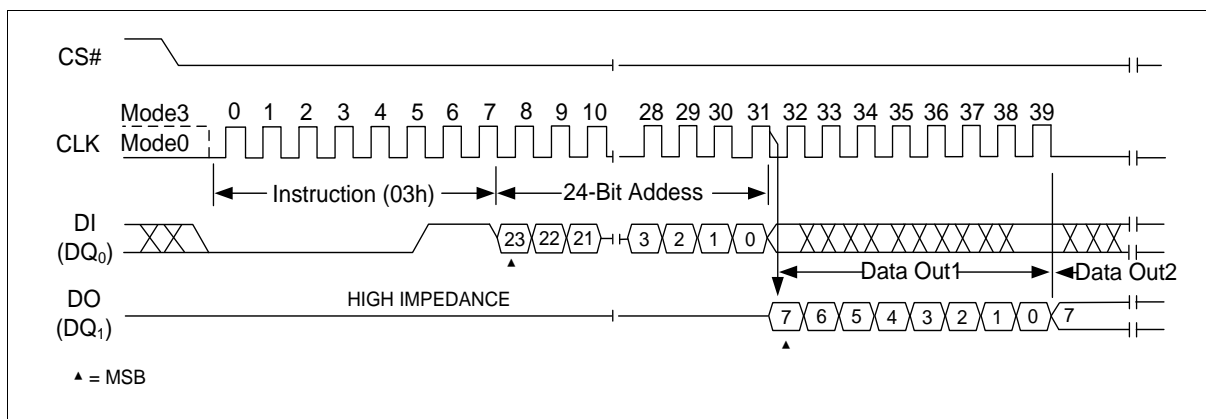 CS#
Mode3 0 1 2 3 4 5 6 7 8 9 10 28 29 30 31 32 33 34 35 36 37 38 39
CLK Mode0
Instruction (03h) 24-Bit Addess
DI
(DQ0) 23 22 21 3 2 1 0
Data Out1 Data Out2
DO HIGH IMPEDANCE
(DQ1) 7 6 5 4 3 2 1 0 7
▲ = MSB